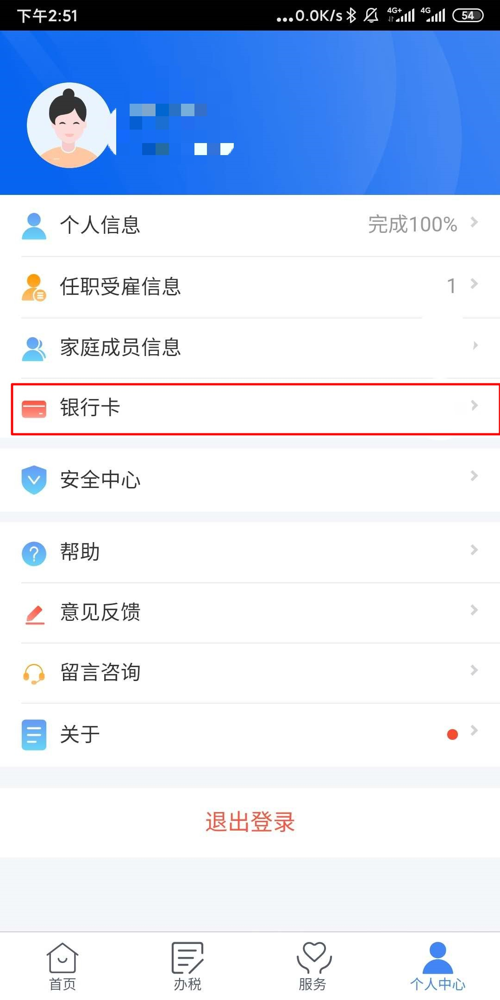 下午2:51
...0.0K/s 4G+ 4G 54
个人信息 完成100%
任职受雇信息 1
家庭成员信息
银行卡
安全中心
帮助
意见反馈
留言咨询
关于
退出登录
首页 办税 服务 个人中心